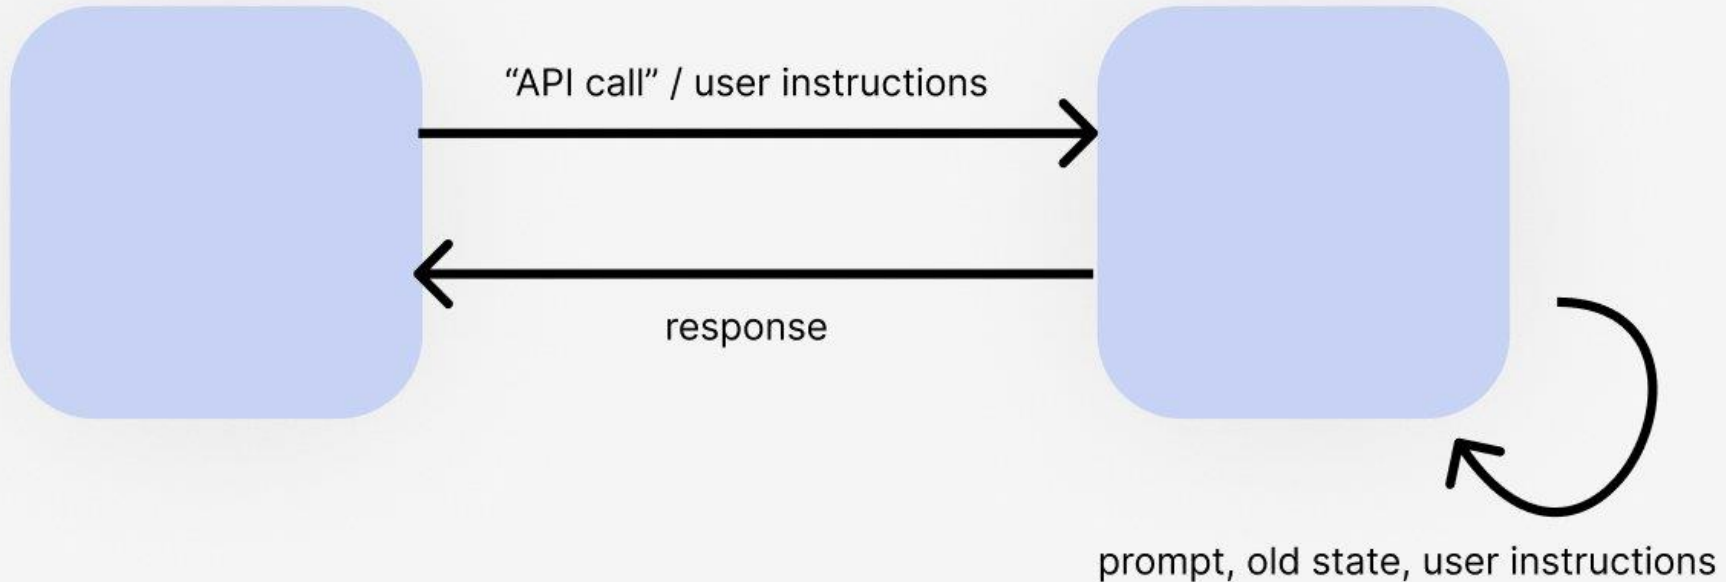 “API call” / user instructions
response
prompt, old state, user instructions